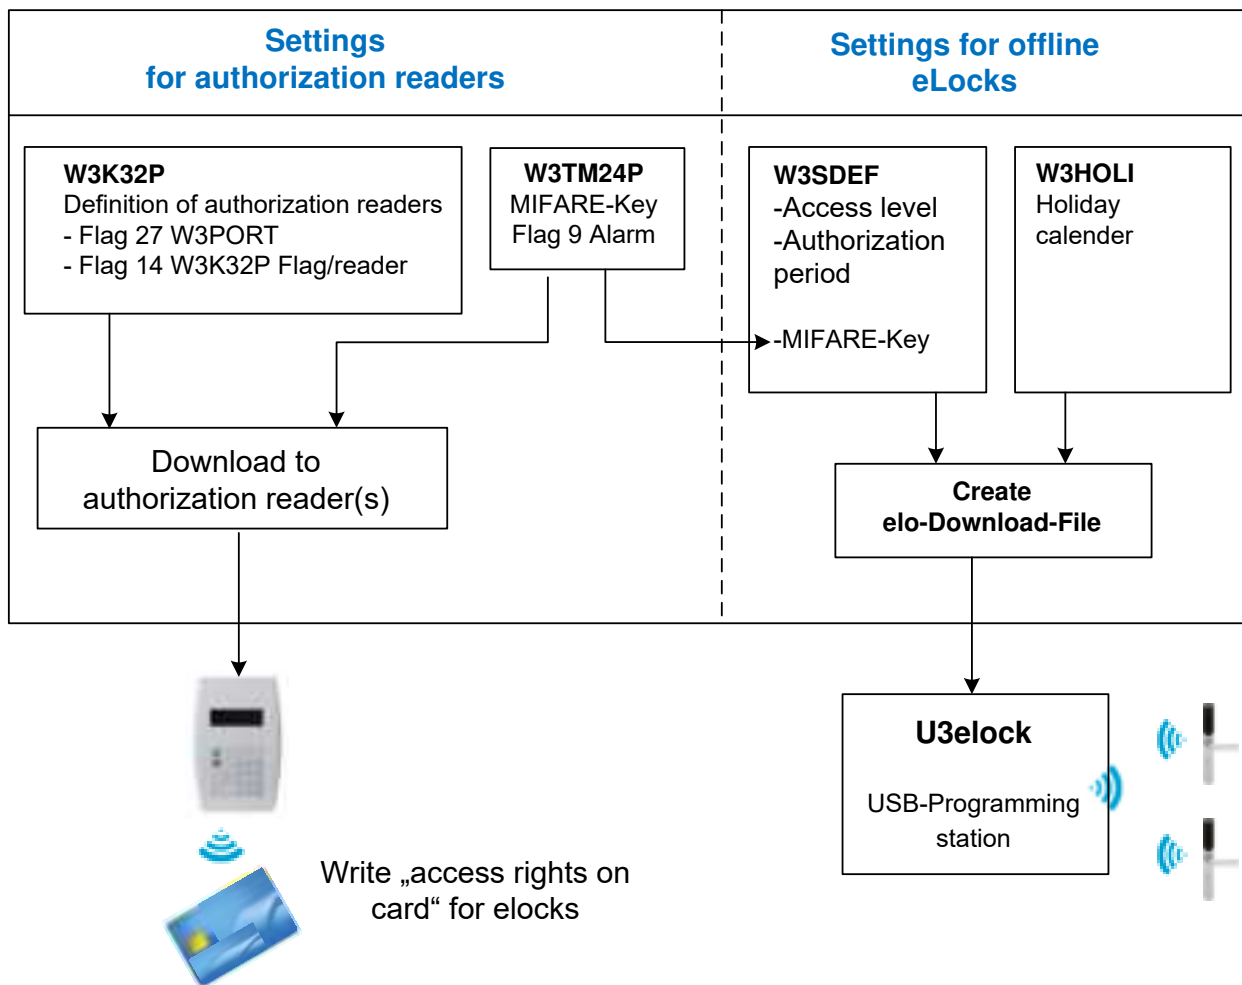 Settings
for authorization readers
Settings for offline
eLocks
W3K32P
Definition of authorization readers
- Flag 27 W3PORT
- Flag 14 W3K32P Flag/reader
W3TM24P
MIFARE-Key
Flag 9 Alarm
W3SDEF
-Access level
-Authorization
period
-MIFARE-Key
W3HOLI
Holiday
calender
Download to
authorization reader(s)
Create
elo-Download-File
U3elock
USB-Programming
station
Write „access rights on
card“ for elocks